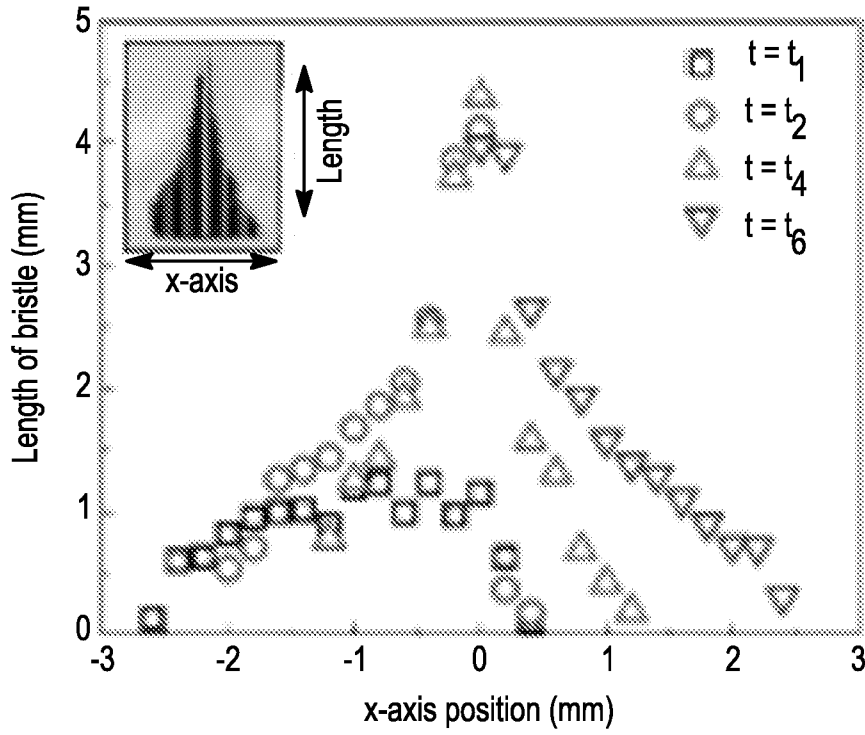 5
4
3
2
1
0
-3
-2
-1
0
1
2
3
Length of bristle (mm)
x-axis position (mm)
Length
x-axis
t = t1
t = t2
t = t4
t = t6